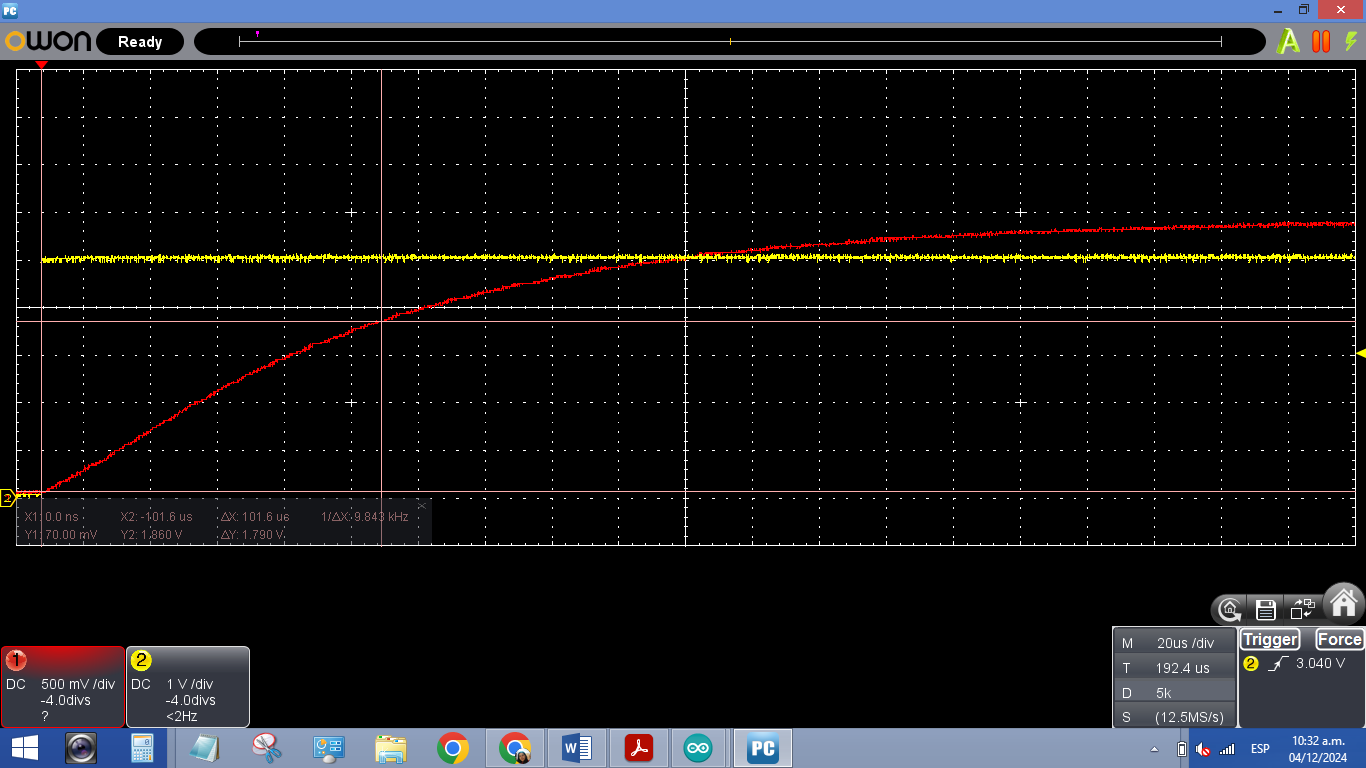 PC
OWON Ready A
X1: 0.0 ns X2: -101.6 us ΔX: 101.6 us 1/ΔX: 9.843 kHz
Y1: 70.00 mV Y2: 1.860 V ΔY: 1.790 V
2
1 2
DC 500 mV /div DC 1 V /div
-4.0divs -4.0divs
? <2Hz
M 20us /div
T 192.4 us
D 5k
S (12.5MS/s)
Trigger Force
2 3.040 V
W PC ESP 10:32 a.m.
04/12/2024